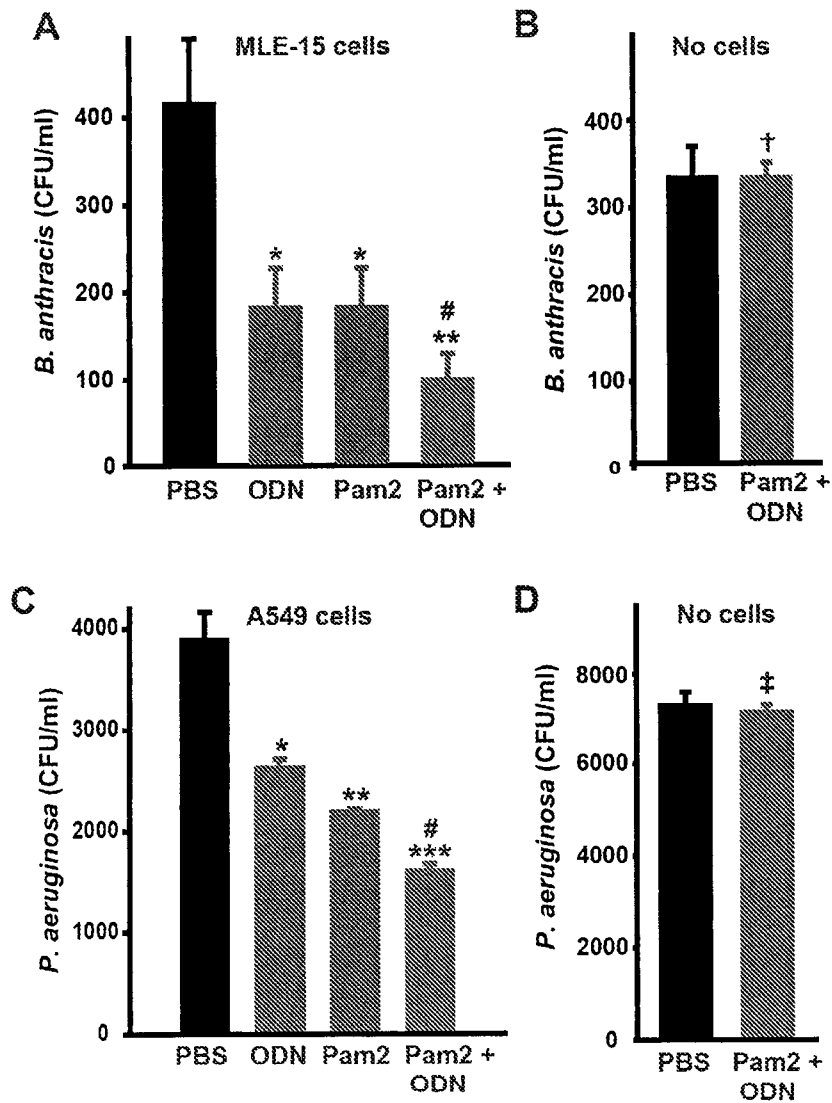 A
MLE-15 cells
B. anthracis (CFU/ml)
400
300
200
100
0
*
*
#
**
PBS
ODN
Pam2
Pam2 +
ODN
B
No cells
B. anthracis (CFU/ml)
400
300
200
100
0
†
PBS
Pam2 +
ODN
C
A549 cells
P. aeruginosa (CFU/ml)
4000
3000
2000
1000
0
*
**
#
***
PBS
ODN
Pam2
Pam2 +
ODN
D
No cells
P. aeruginosa (CFU/ml)
8000
6000
4000
2000
0
‡
PBS
Pam2 +
ODN